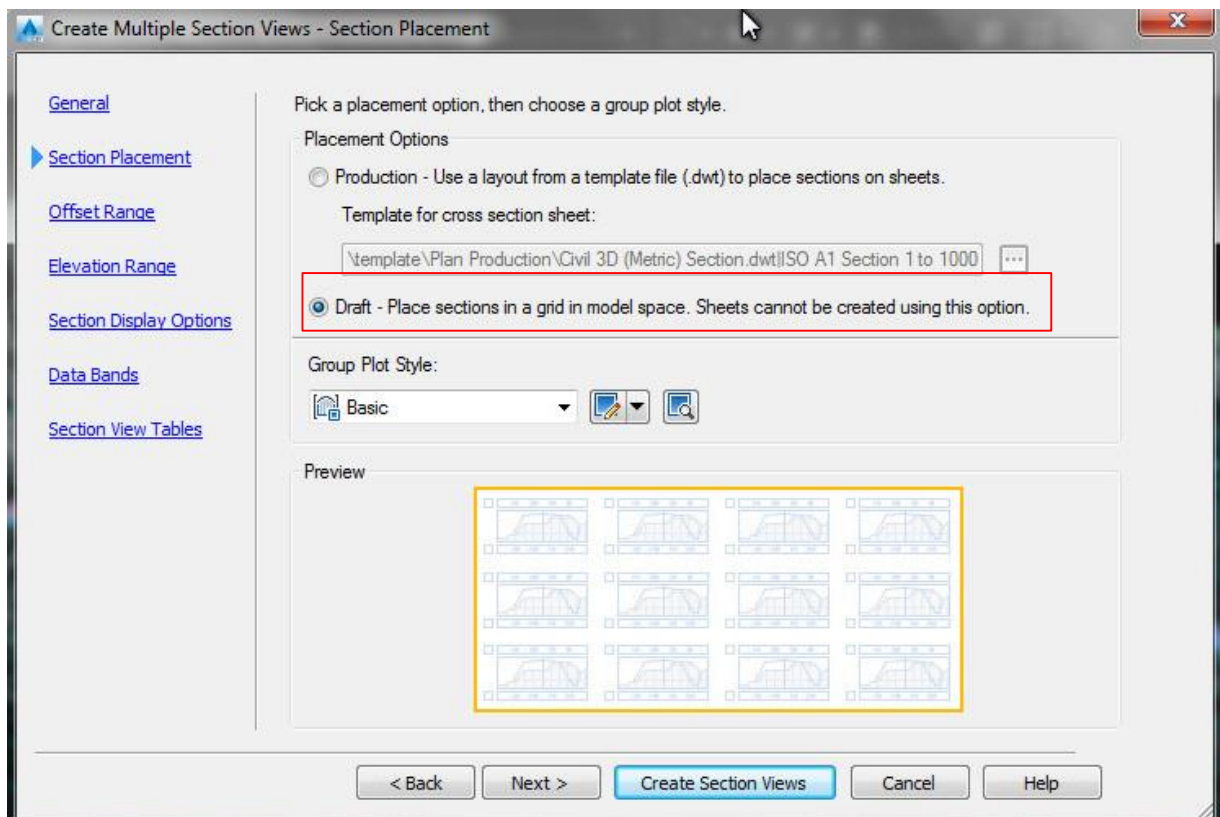 Create Multiple Section Views - Section Placement
General
Section Placement
Offset Range
Elevation Range
Section Display Options
Data Bands
Section View Tables
Pick a placement option, then choose a group plot style.
Placement Options
Production - Use a layout from a template file (.dwt) to place sections on sheets.
Template for cross section sheet:
\template\Plan Production\Civil 3D (Metric) Section.dwt|ISO A1 Section 1 to 1000
...
Draft - Place sections in a grid in model space. Sheets cannot be created using this option.
Group Plot Style:
Basic
Preview
< Back
Next >
Create Section Views
Cancel
Help